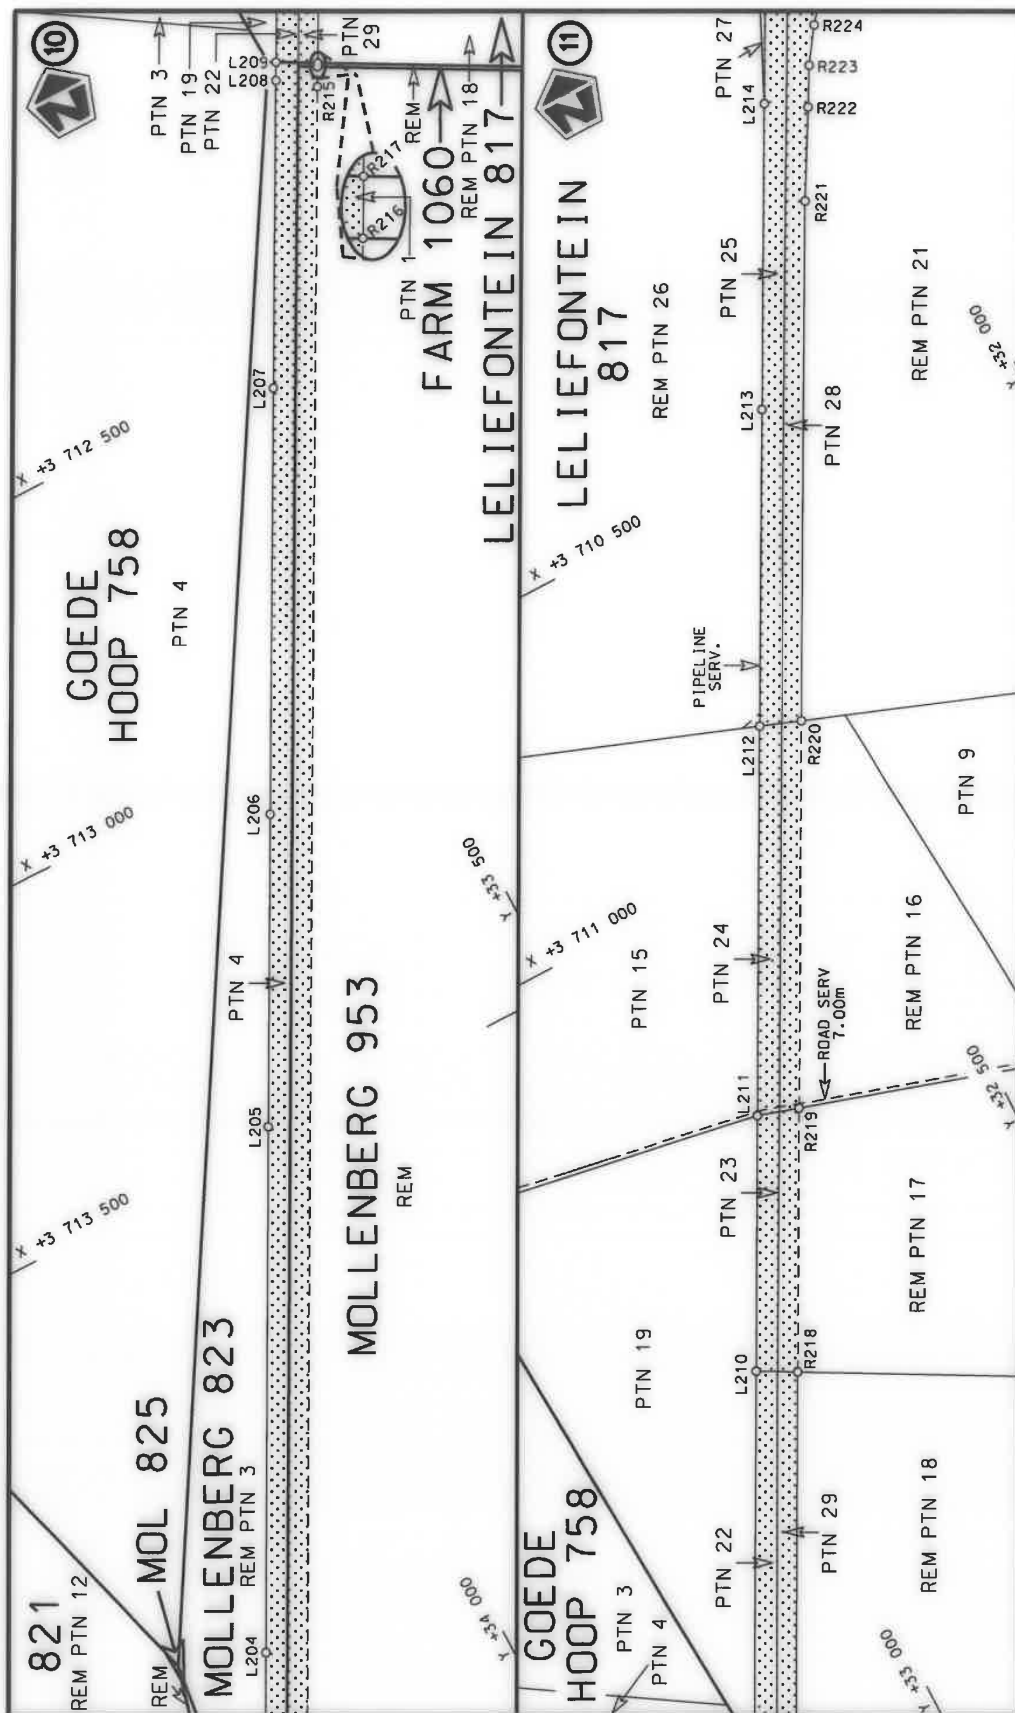 10
821
REM PTN 12
REM
MOL 825
MOLLENBERG 823
REM PTN 3
L204
X +3 713 500
L205
X +3 713 000
L206
GOEDE
HOOP 758
PTN 4
X +3 712 500
L207
PTN 3
PTN 19
PTN 22
L209
L208
PTN 4
MOLLENBERG 953
REM
Y +34 000
Y +33 500
R215
PTN
29
R217
R216
PTN 1
REM
FARM 1060
REM PTN 18
LELIEFONTEIN 817
11
GOEDE
HOOP 758
PTN 3
PTN 4
PTN 19
PTN 22
PTN 29
L210
R218
REM PTN 18
Y +33 000
PTN 23
L211
R219
REM PTN 17
ROAD SERV
7.00m
Y +32 500
PTN 15
X +3 711 000
PTN 24
REM PTN 16
PTN 9
L212
R220
PIPELINE
SERV.
X +3 710 500
LELIEFONTEIN
817
REM PTN 26
L213
PTN 28
PTN 25
REM PTN 21
Y +32 000
L214
PTN 27
R221
R222
R223
R224